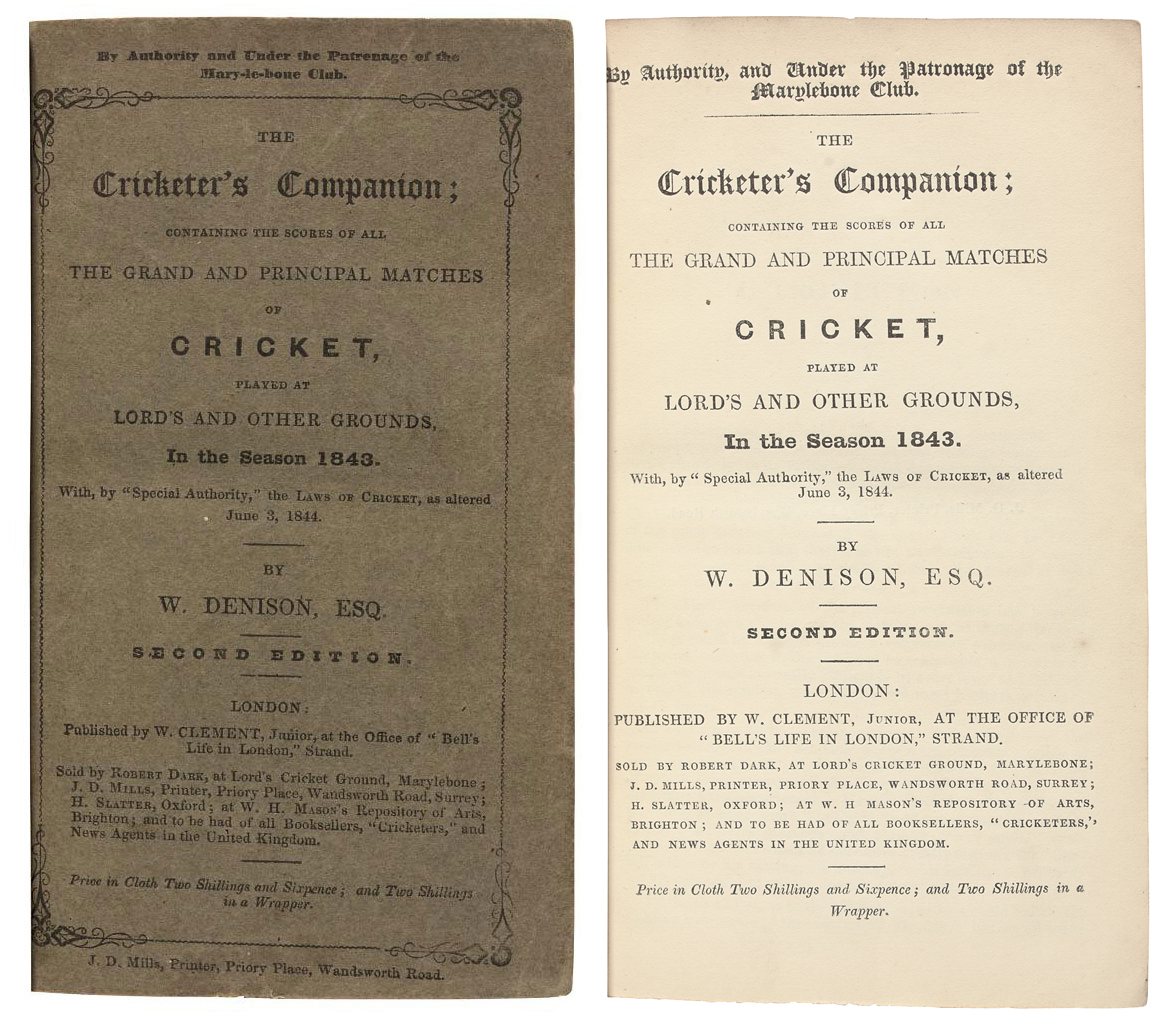 By Authority and Under the Patronage of the
Mary-le-bone Club.
THE
Cricketer's Companion;
CONTAINING THE SCORES OF ALL
THE GRAND AND PRINCIPAL MATCHES
OF
CRICKET,
PLAYED AT
LORD'S AND OTHER GROUNDS,
In the Season 1843.
With, by "Special Authority," the LAWS OF CRICKET, as altered
June 3, 1844.
BY
W. DENISON, ESQ.
SECOND EDITION.
LONDON:
Published by W. CLEMENT, Junior, at the Office of "Bell's
Life in London," Strand.
Sold by ROBERT DARK, at Lord's Cricket Ground, Marylebone;
J. D. MILLS, Printer, Priory Place, Wandsworth Road, Surrey;
H. SLATTER, Oxford; at W. H. MASON'S Repository of Arts,
Brighton; and to be had of all Booksellers, "Cricketers," and
News Agents in the United Kingdom.
Price in Cloth Two Shillings and Sixpence; and Two Shillings
in a Wrapper.
J. D. Mills, Printer, Priory Place, Wandsworth Road.
By Authority, and Under the Patronage of the
Marylebone Club.
THE
Cricketer's Companion;
CONTAINING THE SCORES OF ALL
THE GRAND AND PRINCIPAL MATCHES
OF
CRICKET,
PLAYED AT
LORD'S AND OTHER GROUNDS,
In the Season 1843.
With, by "Special Authority," the LAWS OF CRICKET, as altered
June 3, 1844.
BY
W. DENISON, ESQ.
SECOND EDITION.
LONDON:
PUBLISHED BY W. CLEMENT, JUNIOR, AT THE OFFICE OF
"BELL'S LIFE IN LONDON," STRAND.
SOLD BY ROBERT DARK, AT LORD'S CRICKET GROUND, MARYLEBONE;
J. D. MILLS, PRINTER, PRIORY PLACE, WANDSWORTH ROAD, SURREY;
H. SLATTER, OXFORD; AT W. H MASON'S REPOSITORY OF ARTS,
BRIGHTON; AND TO BE HAD OF ALL BOOKSELLERS, "CRICKETERS,"
AND NEWS AGENTS IN THE UNITED KINGDOM.
Price in Cloth Two Shillings and Sixpence; and Two Shillings in a
Wrapper.